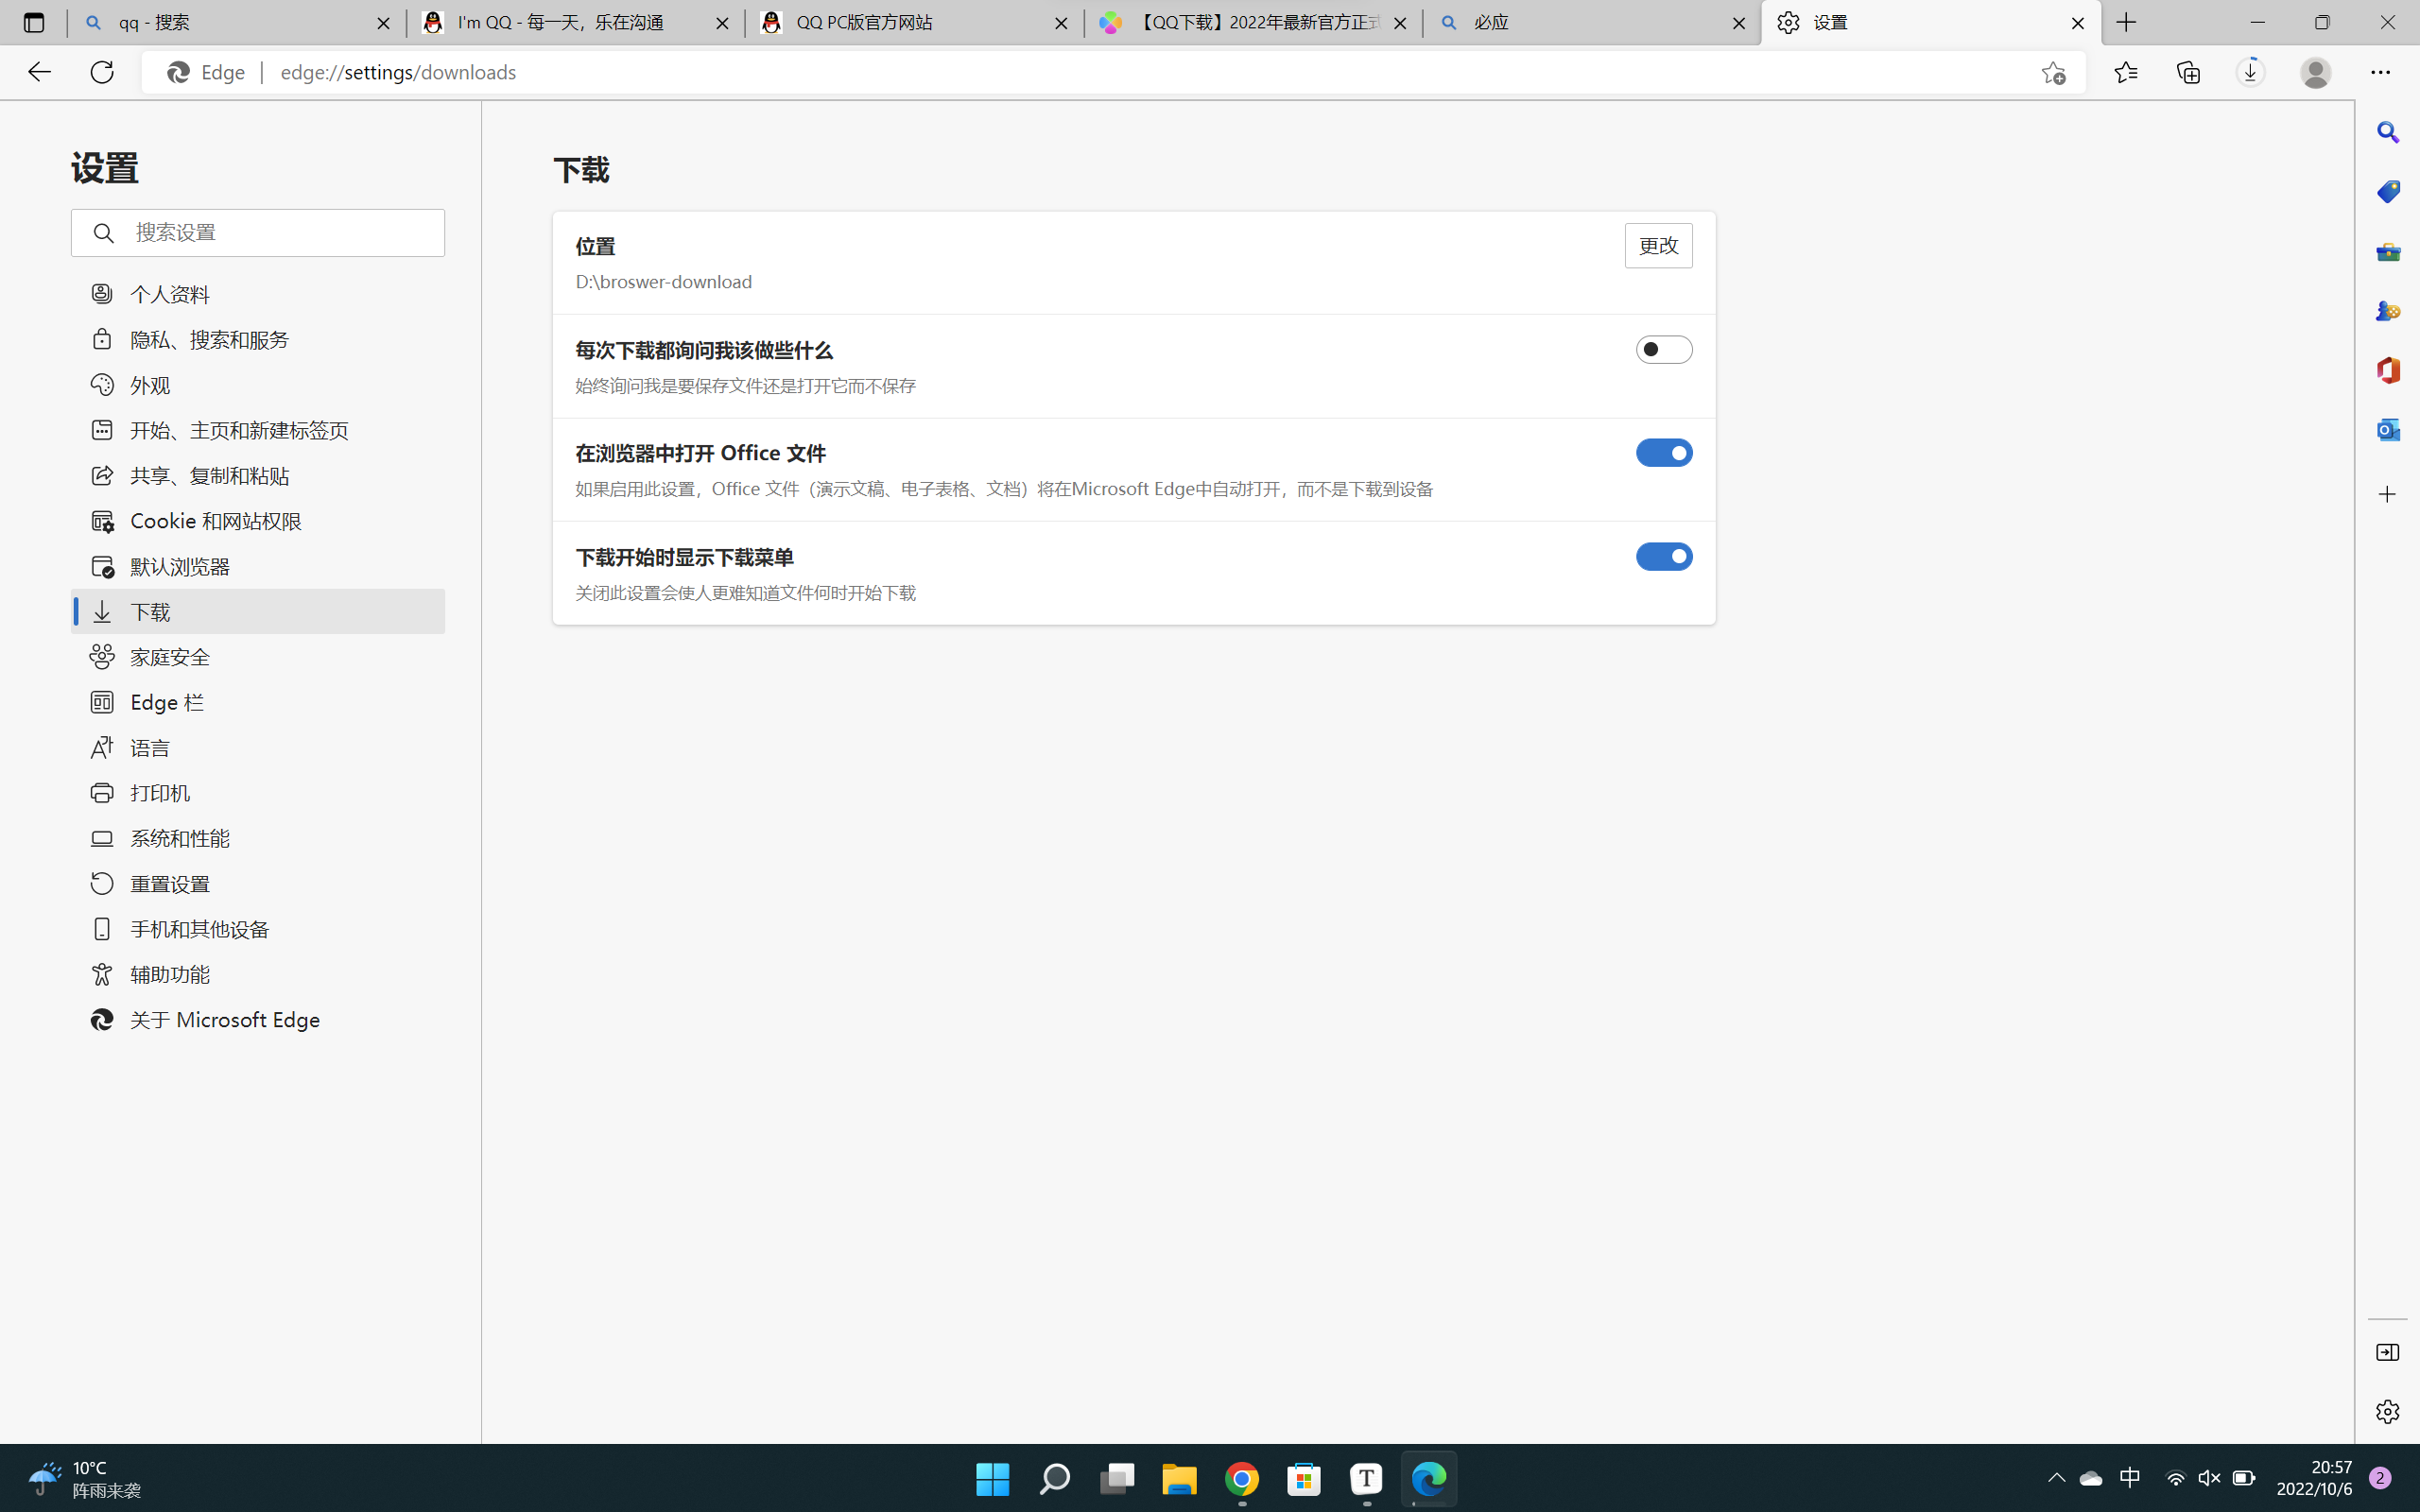 qq - 搜索
I'm QQ - 每一天，乐在沟通
QQ PC版官方网站
【QQ下载】2022年最新官方正式
必应
设置
Edge
edge://settings/downloads
设置
搜索设置
个人资料
隐私、搜索和服务
外观
开始、主页和新建标签页
共享、复制和粘贴
Cookie 和网站权限
默认浏览器
下载
家庭安全
Edge 栏
语言
打印机
系统和性能
重置设置
手机和其他设备
辅助功能
关于 Microsoft Edge
下载
位置
更改
D:\broswer-download
每次下载都询问我该做些什么
始终询问我是要保存文件还是打开它而不保存
在浏览器中打开 Office 文件
如果启用此设置，Office 文件（演示文稿、电子表格、文档）将在Microsoft Edge中自动打开，而不是下载到设备
下载开始时显示下载菜单
关闭此设置会使人更难知道文件何时开始下载
10°C
阵雨来袭
中
20:57
2022/10/6
2